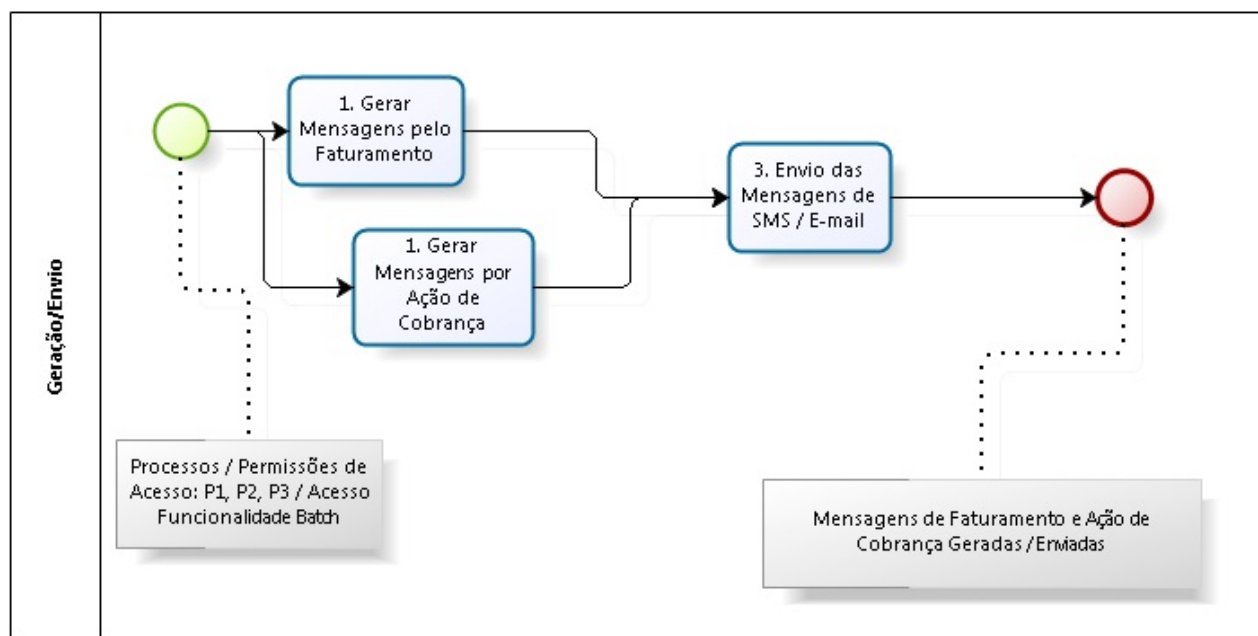 Geração/Envio
1. Gerar
Mensagens pelo
Faturamento
1. Gerar
Mensagens por
Ação de
Cobrança
3. Envio das
Mensagens de
SMS / E-mail
Processos / Permissões de
Acesso: P1, P2, P3 / Acesso
Funcionalidade Batch
Mensagens de Faturamento e Ação de
Cobrança Geradas / Enviadas